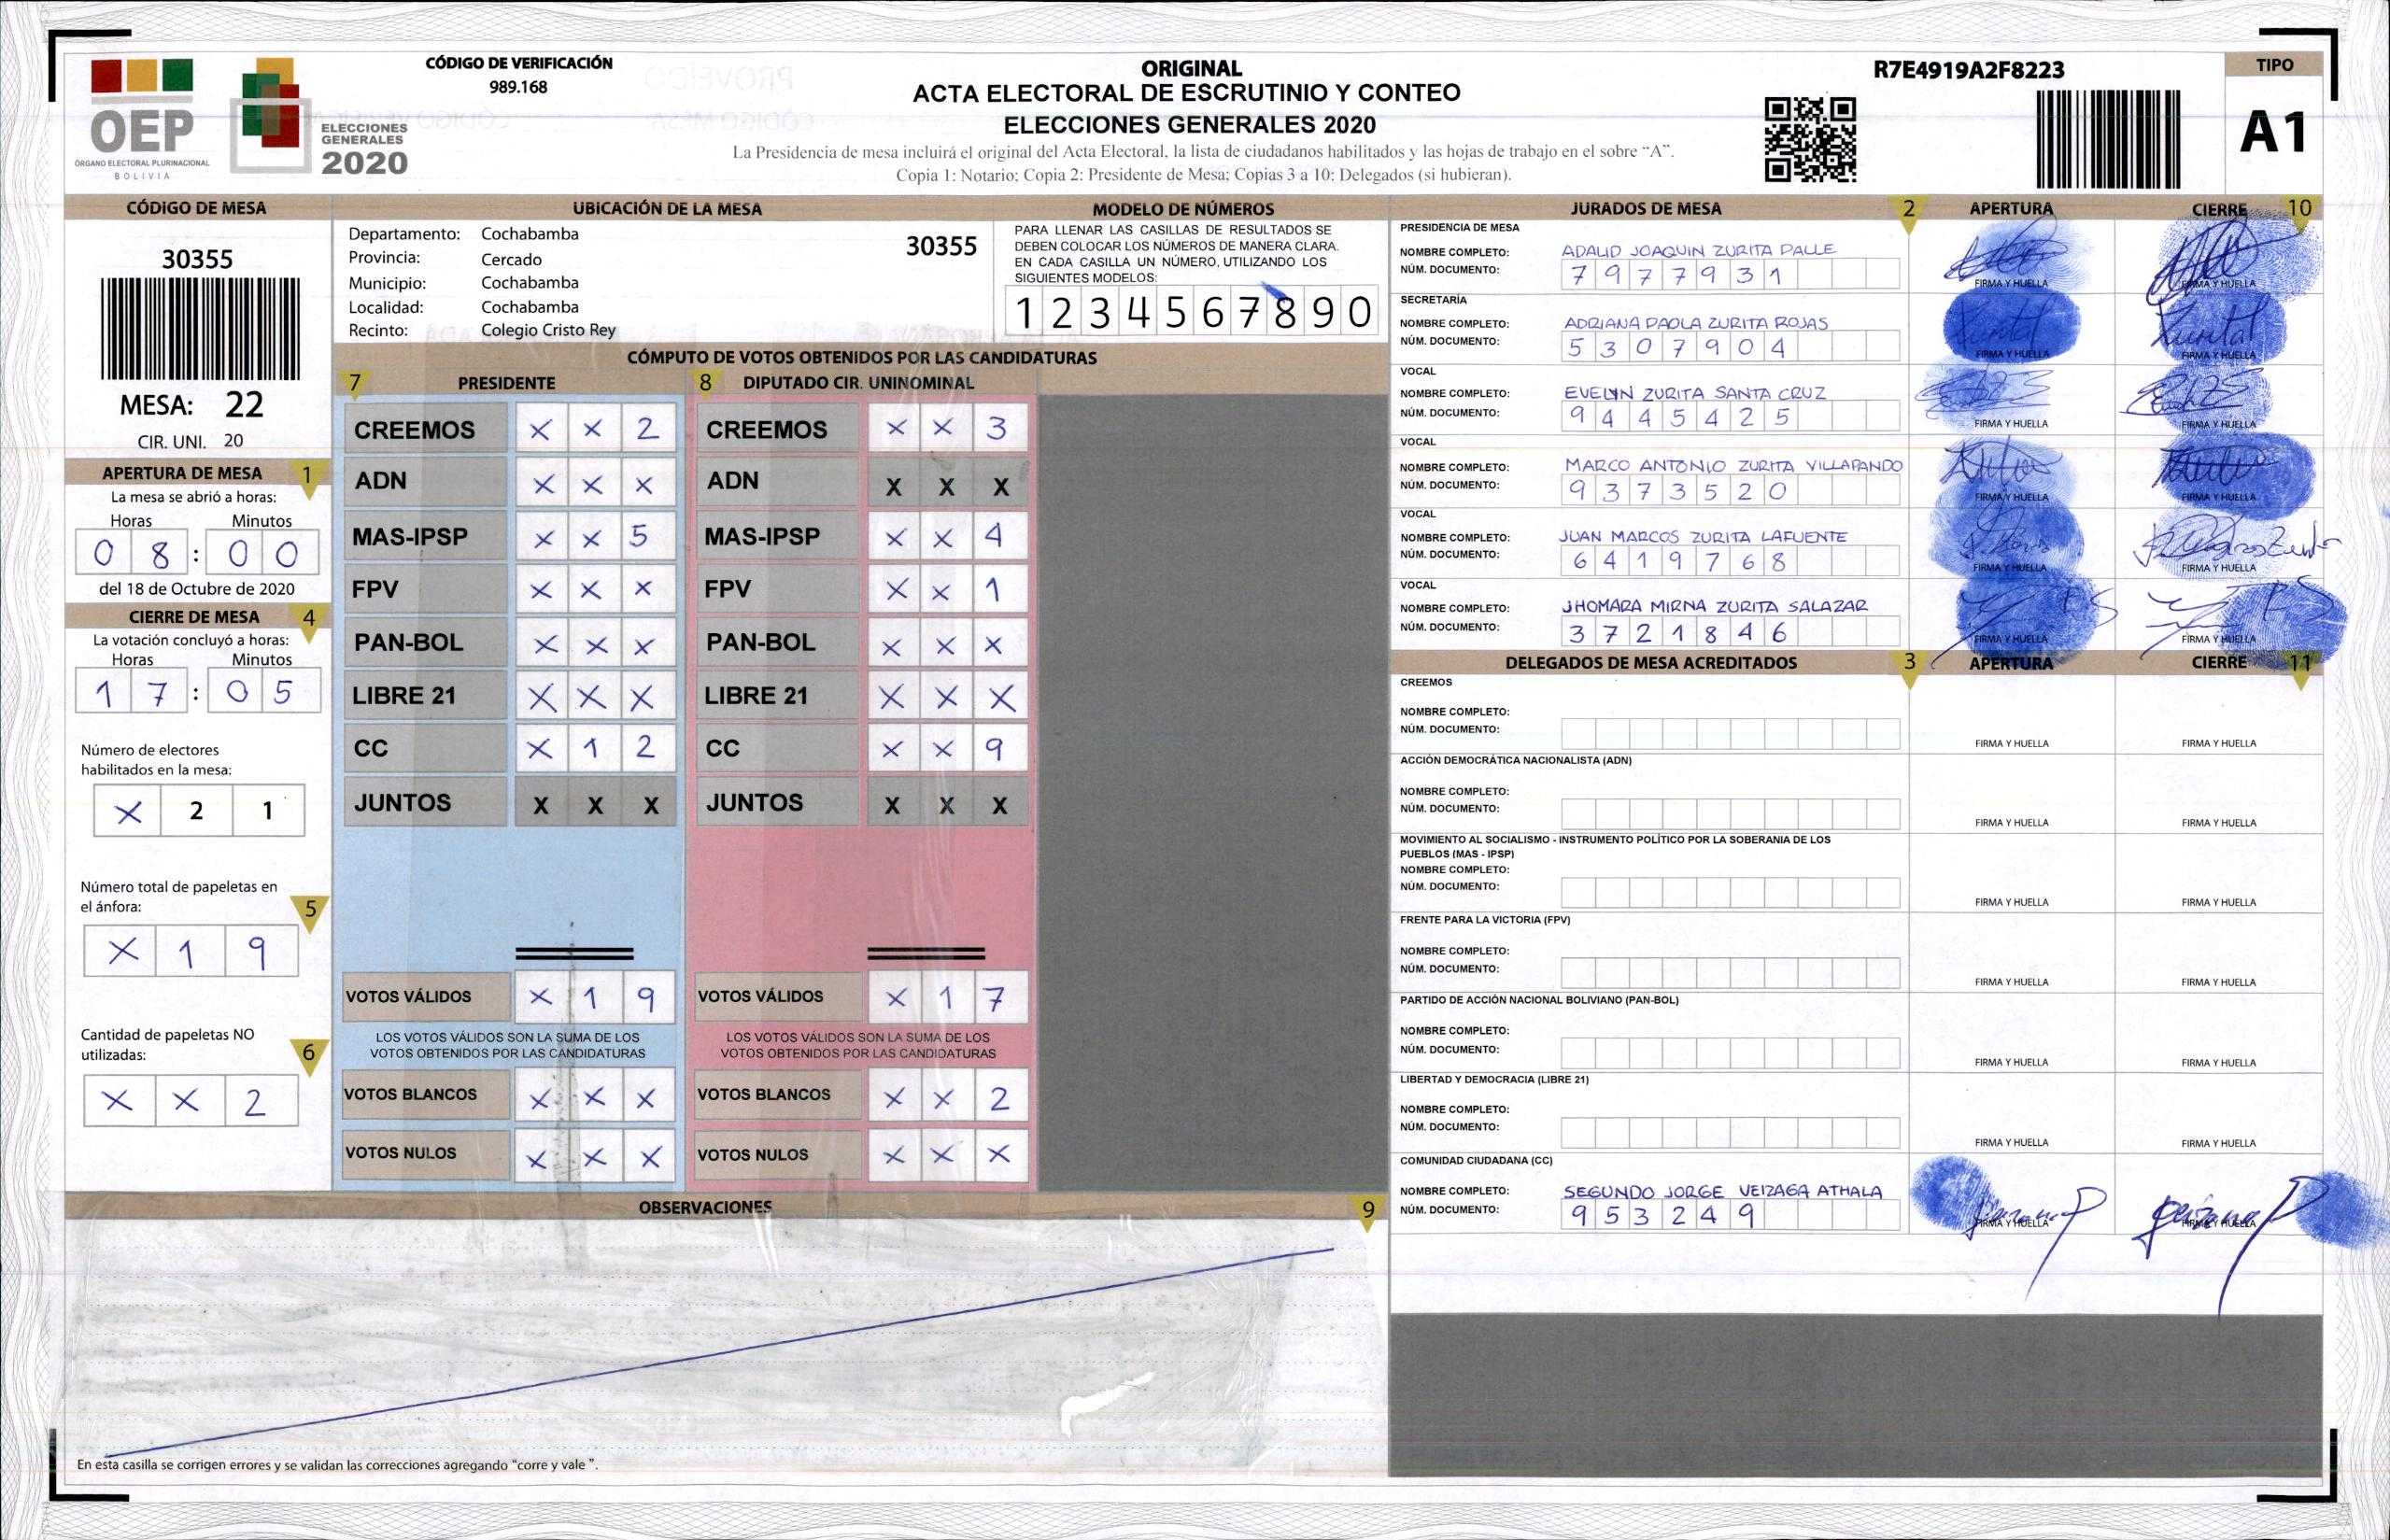 OEP
ÓRGANO ELECTORAL PLURINACIONAL
BOLIVIA
ELECCIONES
GENERALES
2020
CÓDIGO DE VERIFICACIÓN
989.168
ORIGINAL
ACTA ELECTORAL DE ESCRUTINIO Y CONTEO
ELECCIONES GENERALES 2020
La Presidencia de mesa incluirá el original del Acta Electoral, la lista de ciudadanos habilitados y las hojas de trabajo en el sobre “A”.
Copia 1: Notario; Copia 2: Presidente de Mesa; Copias 3 a 10: Delegados (si hubieran).
R7E4919A2F8223
TIPO
A1
CÓDIGO DE MESA
30355
MESA: 22
CIR. UNI. 20
APERTURA DE MESA 1
La mesa se abrió a horas:
Horas Minutos
0 8 : 0 0
del 18 de Octubre de 2020
CIERRE DE MESA 4
La votación concluyó a horas:
Horas Minutos
1 7 : 0 5
Número de electores
habilitados en la mesa:
X 2 1
Número total de papeletas en
el ánfora:
5
X 1 9
Cantidad de papeletas NO
utilizadas:
6
X X 2
UBICACIÓN DE LA MESA
Departamento: Cochabamba
Provincia: Cercado
Municipio: Cochabamba
Localidad: Cochabamba
Recinto: Colegio Cristo Rey
30355
MODELO DE NÚMEROS
PARA LLENAR LAS CASILLAS DE RESULTADOS SE
DEBEN COLOCAR LOS NÚMEROS DE MANERA CLARA.
EN CADA CASILLA UN NÚMERO, UTILIZANDO LOS
SIGUIENTES MODELOS:
1 2 3 4 5 6 7 8 9 0
CÓMPUTO DE VOTOS OBTENIDOS POR LAS CANDIDATURAS
7 PRESIDENTE
CREEMOS X X 2
ADN X X X
MAS-IPSP X X 5
FPV X X X
PAN-BOL X X X
LIBRE 21 X X X
CC X 1 2
JUNTOS X X X
VOTOS VÁLIDOS X 1 9
LOS VOTOS VÁLIDOS SON LA SUMA DE LOS
VOTOS OBTENIDOS POR LAS CANDIDATURAS
VOTOS BLANCOS X X X
VOTOS NULOS X X X
8 DIPUTADO CIR. UNINOMINAL
CREEMOS X X 3
ADN X X X
MAS-IPSP X X 4
FPV X X 1
PAN-BOL X X X
LIBRE 21 X X X
CC X X 9
JUNTOS X X X
VOTOS VÁLIDOS X 1 7
LOS VOTOS VÁLIDOS SON LA SUMA DE LOS
VOTOS OBTENIDOS POR LAS CANDIDATURAS
VOTOS BLANCOS X X 2
VOTOS NULOS X X X
OBSERVACIONES 9
En esta casilla se corrigen errores y se validan las correcciones agregando “corre y vale”.
JURADOS DE MESA 2 APERTURA CIERRE 10
PRESIDENCIA DE MESA
NOMBRE COMPLETO: ADALID JOAQUIN ZURITA PALLE
NÚM. DOCUMENTO: 7977931
FIRMA Y HUELLA FIRMA Y HUELLA
SECRETARÍA
NOMBRE COMPLETO: ADRIANA PAOLA ZURITA ROJAS
NÚM. DOCUMENTO: 5307904
FIRMA Y HUELLA FIRMA Y HUELLA
VOCAL
NOMBRE COMPLETO: EVELYN ZURITA SANTA CRUZ
NÚM. DOCUMENTO: 9445425
FIRMA Y HUELLA FIRMA Y HUELLA
VOCAL
NOMBRE COMPLETO: MARCO ANTONIO ZURITA VILLAPANDO
NÚM. DOCUMENTO: 9373520
FIRMA Y HUELLA FIRMA Y HUELLA
VOCAL
NOMBRE COMPLETO: JUAN MARCOS ZURITA LAFUENTE
NÚM. DOCUMENTO: 6419768
FIRMA Y HUELLA FIRMA Y HUELLA
VOCAL
NOMBRE COMPLETO: JHOMARA MIRNA ZURITA SALAZAR
NÚM. DOCUMENTO: 3721846
FIRMA Y HUELLA FIRMA Y HUELLA
DELEGADOS DE MESA ACREDITADOS 3 APERTURA CIERRE 11
CREEMOS
NOMBRE COMPLETO:
NÚM. DOCUMENTO:
FIRMA Y HUELLA FIRMA Y HUELLA
ACCIÓN DEMOCRÁTICA NACIONALISTA (ADN)
NOMBRE COMPLETO:
NÚM. DOCUMENTO:
FIRMA Y HUELLA FIRMA Y HUELLA
MOVIMIENTO AL SOCIALISMO - INSTRUMENTO POLÍTICO POR LA SOBERANIA DE LOS
PUEBLOS (MAS - IPSP)
NOMBRE COMPLETO:
NÚM. DOCUMENTO:
FIRMA Y HUELLA FIRMA Y HUELLA
FRENTE PARA LA VICTORIA (FPV)
NOMBRE COMPLETO:
NÚM. DOCUMENTO:
FIRMA Y HUELLA FIRMA Y HUELLA
PARTIDO DE ACCIÓN NACIONAL BOLIVIANO (PAN-BOL)
NOMBRE COMPLETO:
NÚM. DOCUMENTO:
FIRMA Y HUELLA FIRMA Y HUELLA
LIBERTAD Y DEMOCRACIA (LIBRE 21)
NOMBRE COMPLETO:
NÚM. DOCUMENTO:
FIRMA Y HUELLA FIRMA Y HUELLA
COMUNIDAD CIUDADANA (CC)
NOMBRE COMPLETO: SEGUNDO JORGE VEIZAGA ATHALA
NÚM. DOCUMENTO: 953249
FIRMA Y HUELLA FIRMA Y HUELLA